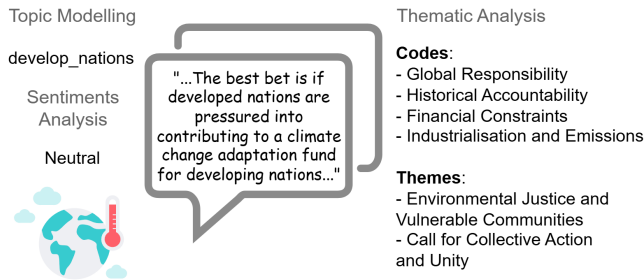 Topic Modelling
develop_nations
Sentiments
Analysis
Neutral
"...The best bet is if
developed nations are
pressured into
contributing to a climate
change adaptation fund
for developing nations..."
Thematic Analysis
Codes:
- Global Responsibility
- Historical Accountability
- Financial Constraints
- Industrialisation and Emissions
Themes:
- Environmental Justice and
Vulnerable Communities
- Call for Collective Action
and Unity